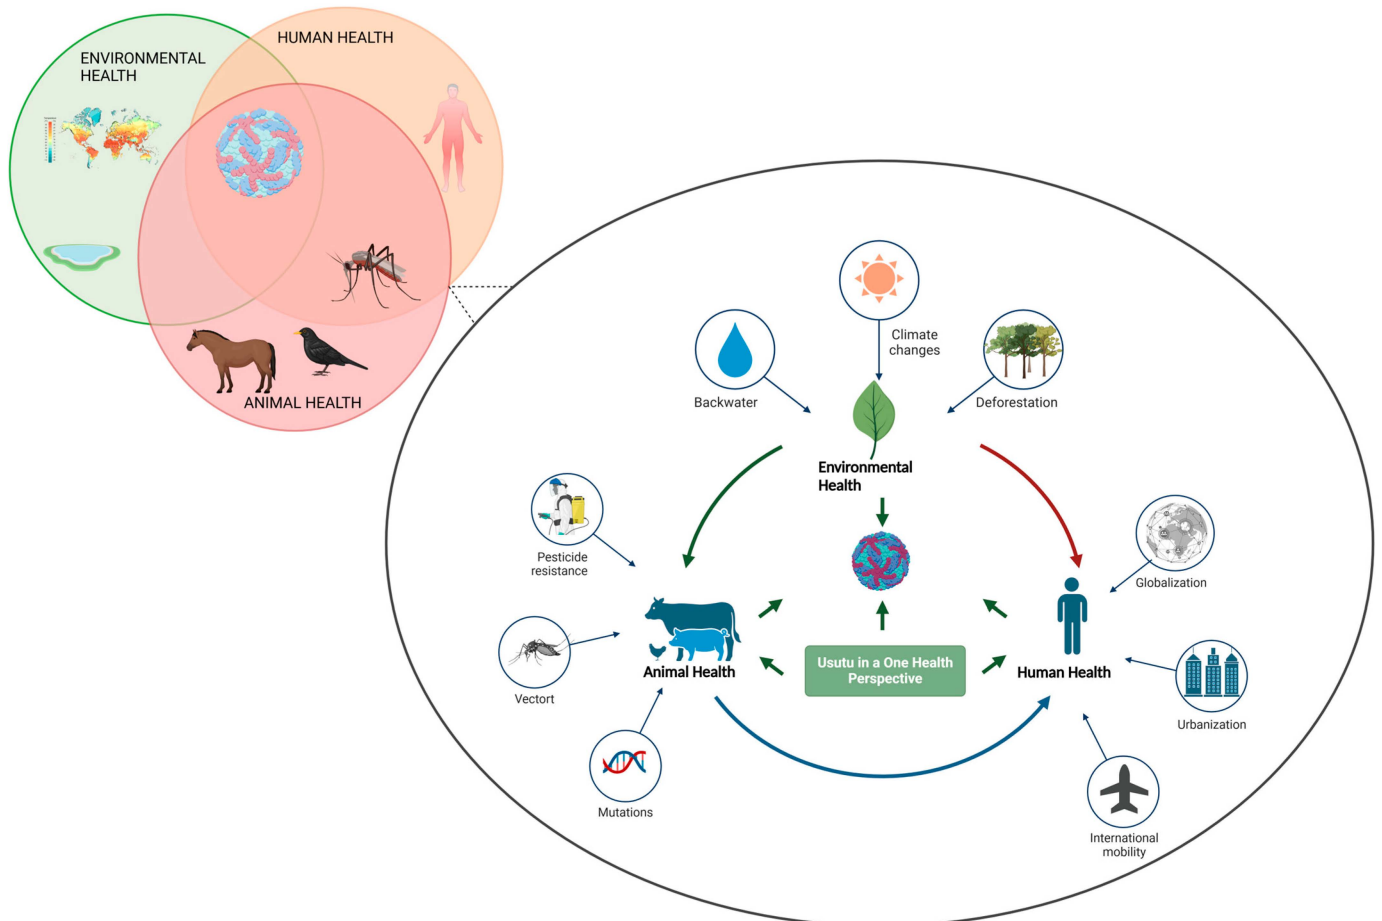 HUMAN HEALTH
ENVIRONMENTAL
HEALTH
ANIMAL HEALTH
Climate
changes
Backwater
Deforestation
Environmental
Health
Pesticide
resistance
Globalization
Vectort
Animal Health
Usutu in a One Health
Perspective
Human Health
Urbanization
Mutations
International
mobility